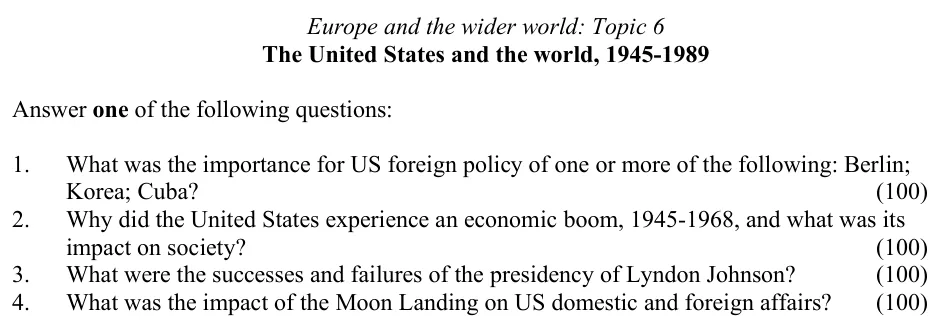 Europe and the wider world: Topic 6
The United States and the world, 1945-1989
Answer one of the following questions:
1. What was the importance for US foreign policy of one or more of the following: Berlin;
Korea; Cuba? (100)
2. Why did the United States experience an economic boom, 1945-1968, and what was its
impact on society? (100)
3. What were the successes and failures of the presidency of Lyndon Johnson? (100)
4. What was the impact of the Moon Landing on US domestic and foreign affairs? (100)